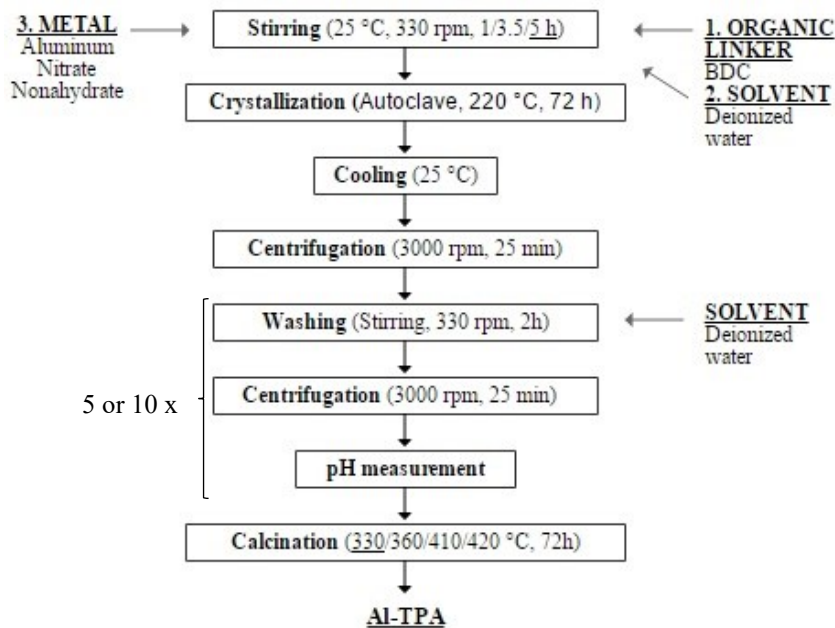 3. METAL
Aluminum
Nitrate
Nonahydrate
Stirring (25 °C, 330 rpm, 1/3.5/5 h)
1. ORGANIC
LINKER
BDC
2. SOLVENT
Deionized
water
Crystallization (Autoclave, 220 °C, 72 h)
Cooling (25 °C)
Centrifugation (3000 rpm, 25 min)
Washing (Stirring, 330 rpm, 2h)
SOLVENT
Deionized
water
5 or 10 x
Centrifugation (3000 rpm, 25 min)
pH measurement
Calcination (330/360/410/420 °C, 72h)
Al-TPA